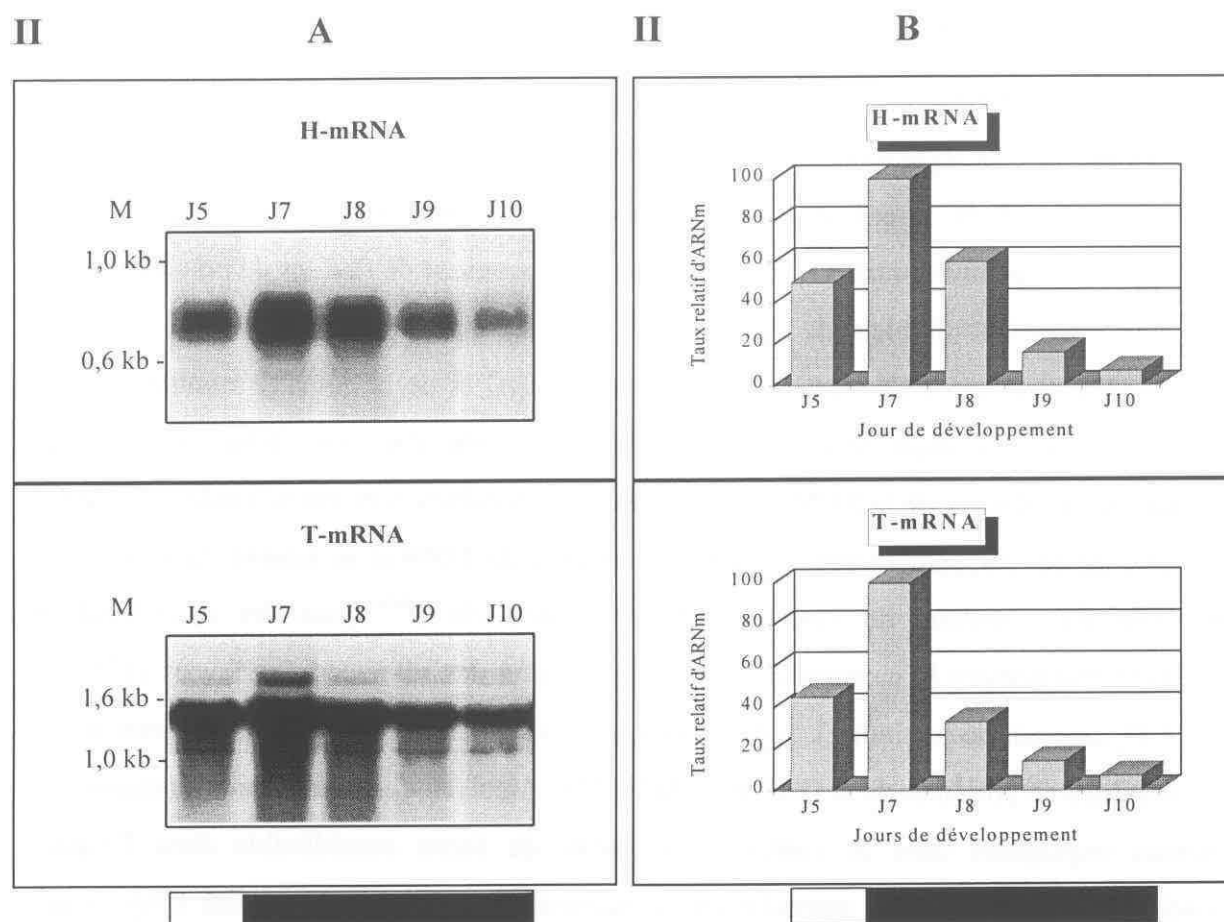 II A
H-mRNA
M J5 J7 J8 J9 J10
1,0 kb -
0,6 kb -
T-mRNA
M J5 J7 J8 J9 J10
1,6 kb -
1,0 kb -
II B
H-mRNA
Taux relatif d'ARNm
100
80
60
40
20
0
J5 J7 J8 J9 J10
Jour de développement
T-mRNA
Taux relatif d'ARNm
100
80
60
40
20
0
J5 J7 J8 J9 J10
Jours de développement